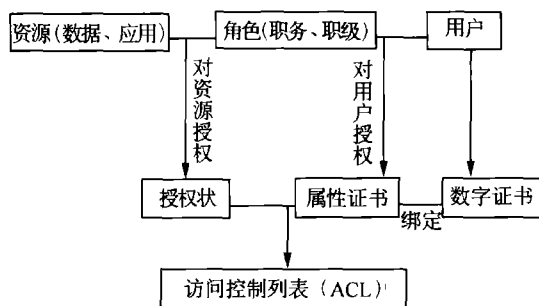 资源(数据、应用)
角色(职务、职级)
用户
对资源授权
对用户授权
授权状
属性证书
绑定
数字证书
访问控制列表(ACL)